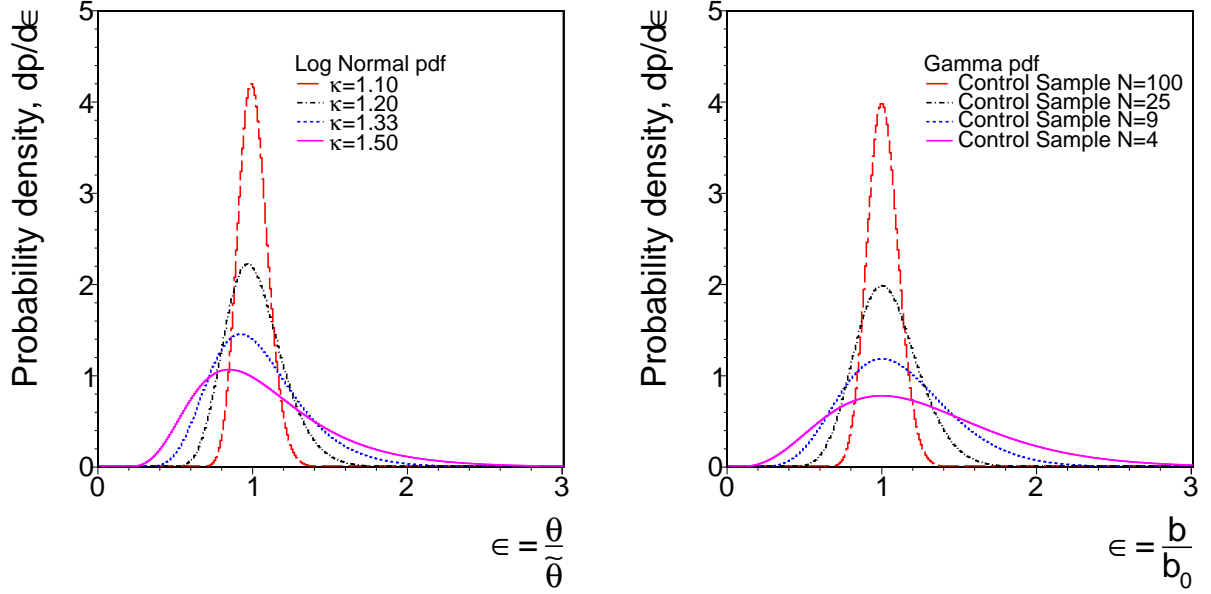 Probability density, dp/dϵ
5
4
3
2
1
0
Log Normal pdf
κ=1.10
κ=1.20
κ=1.33
κ=1.50
0 1 2 3
ϵ = θ / θ̃
Probability density, dp/dϵ
5
4
3
2
1
0
Gamma pdf
Control Sample N=100
Control Sample N=25
Control Sample N=9
Control Sample N=4
0 1 2 3
ϵ = b / b₀